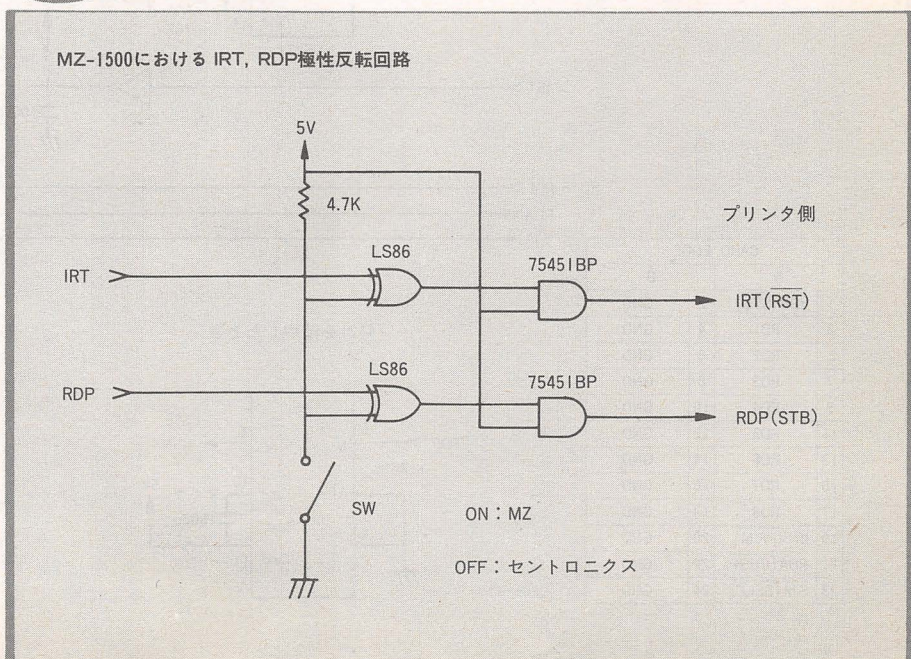 MZ-1500における IRT, RDP極性反転回路
5V
4.7K
プリンタ側
LS86
75451BP
IRT
IRT(RST)
LS86
75451BP
RDP
RDP(STB)
SW
ON：MZ
OFF：セントロニクス